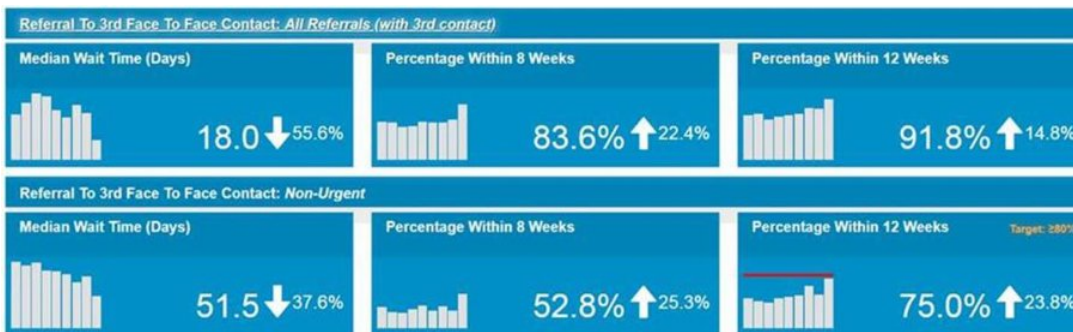 Referral To 3rd Face To Face Contact: All Referrals (with 3rd contact)
Median Wait Time (Days)
18.0 55.6%
Percentage Within 8 Weeks
83.6% 22.4%
Percentage Within 12 Weeks
91.8% 14.8%
Referral To 3rd Face To Face Contact: Non-Urgent
Median Wait Time (Days)
51.5 37.6%
Percentage Within 8 Weeks
52.8% 25.3%
Percentage Within 12 Weeks
Target: ≥80%
75.0% 23.8%